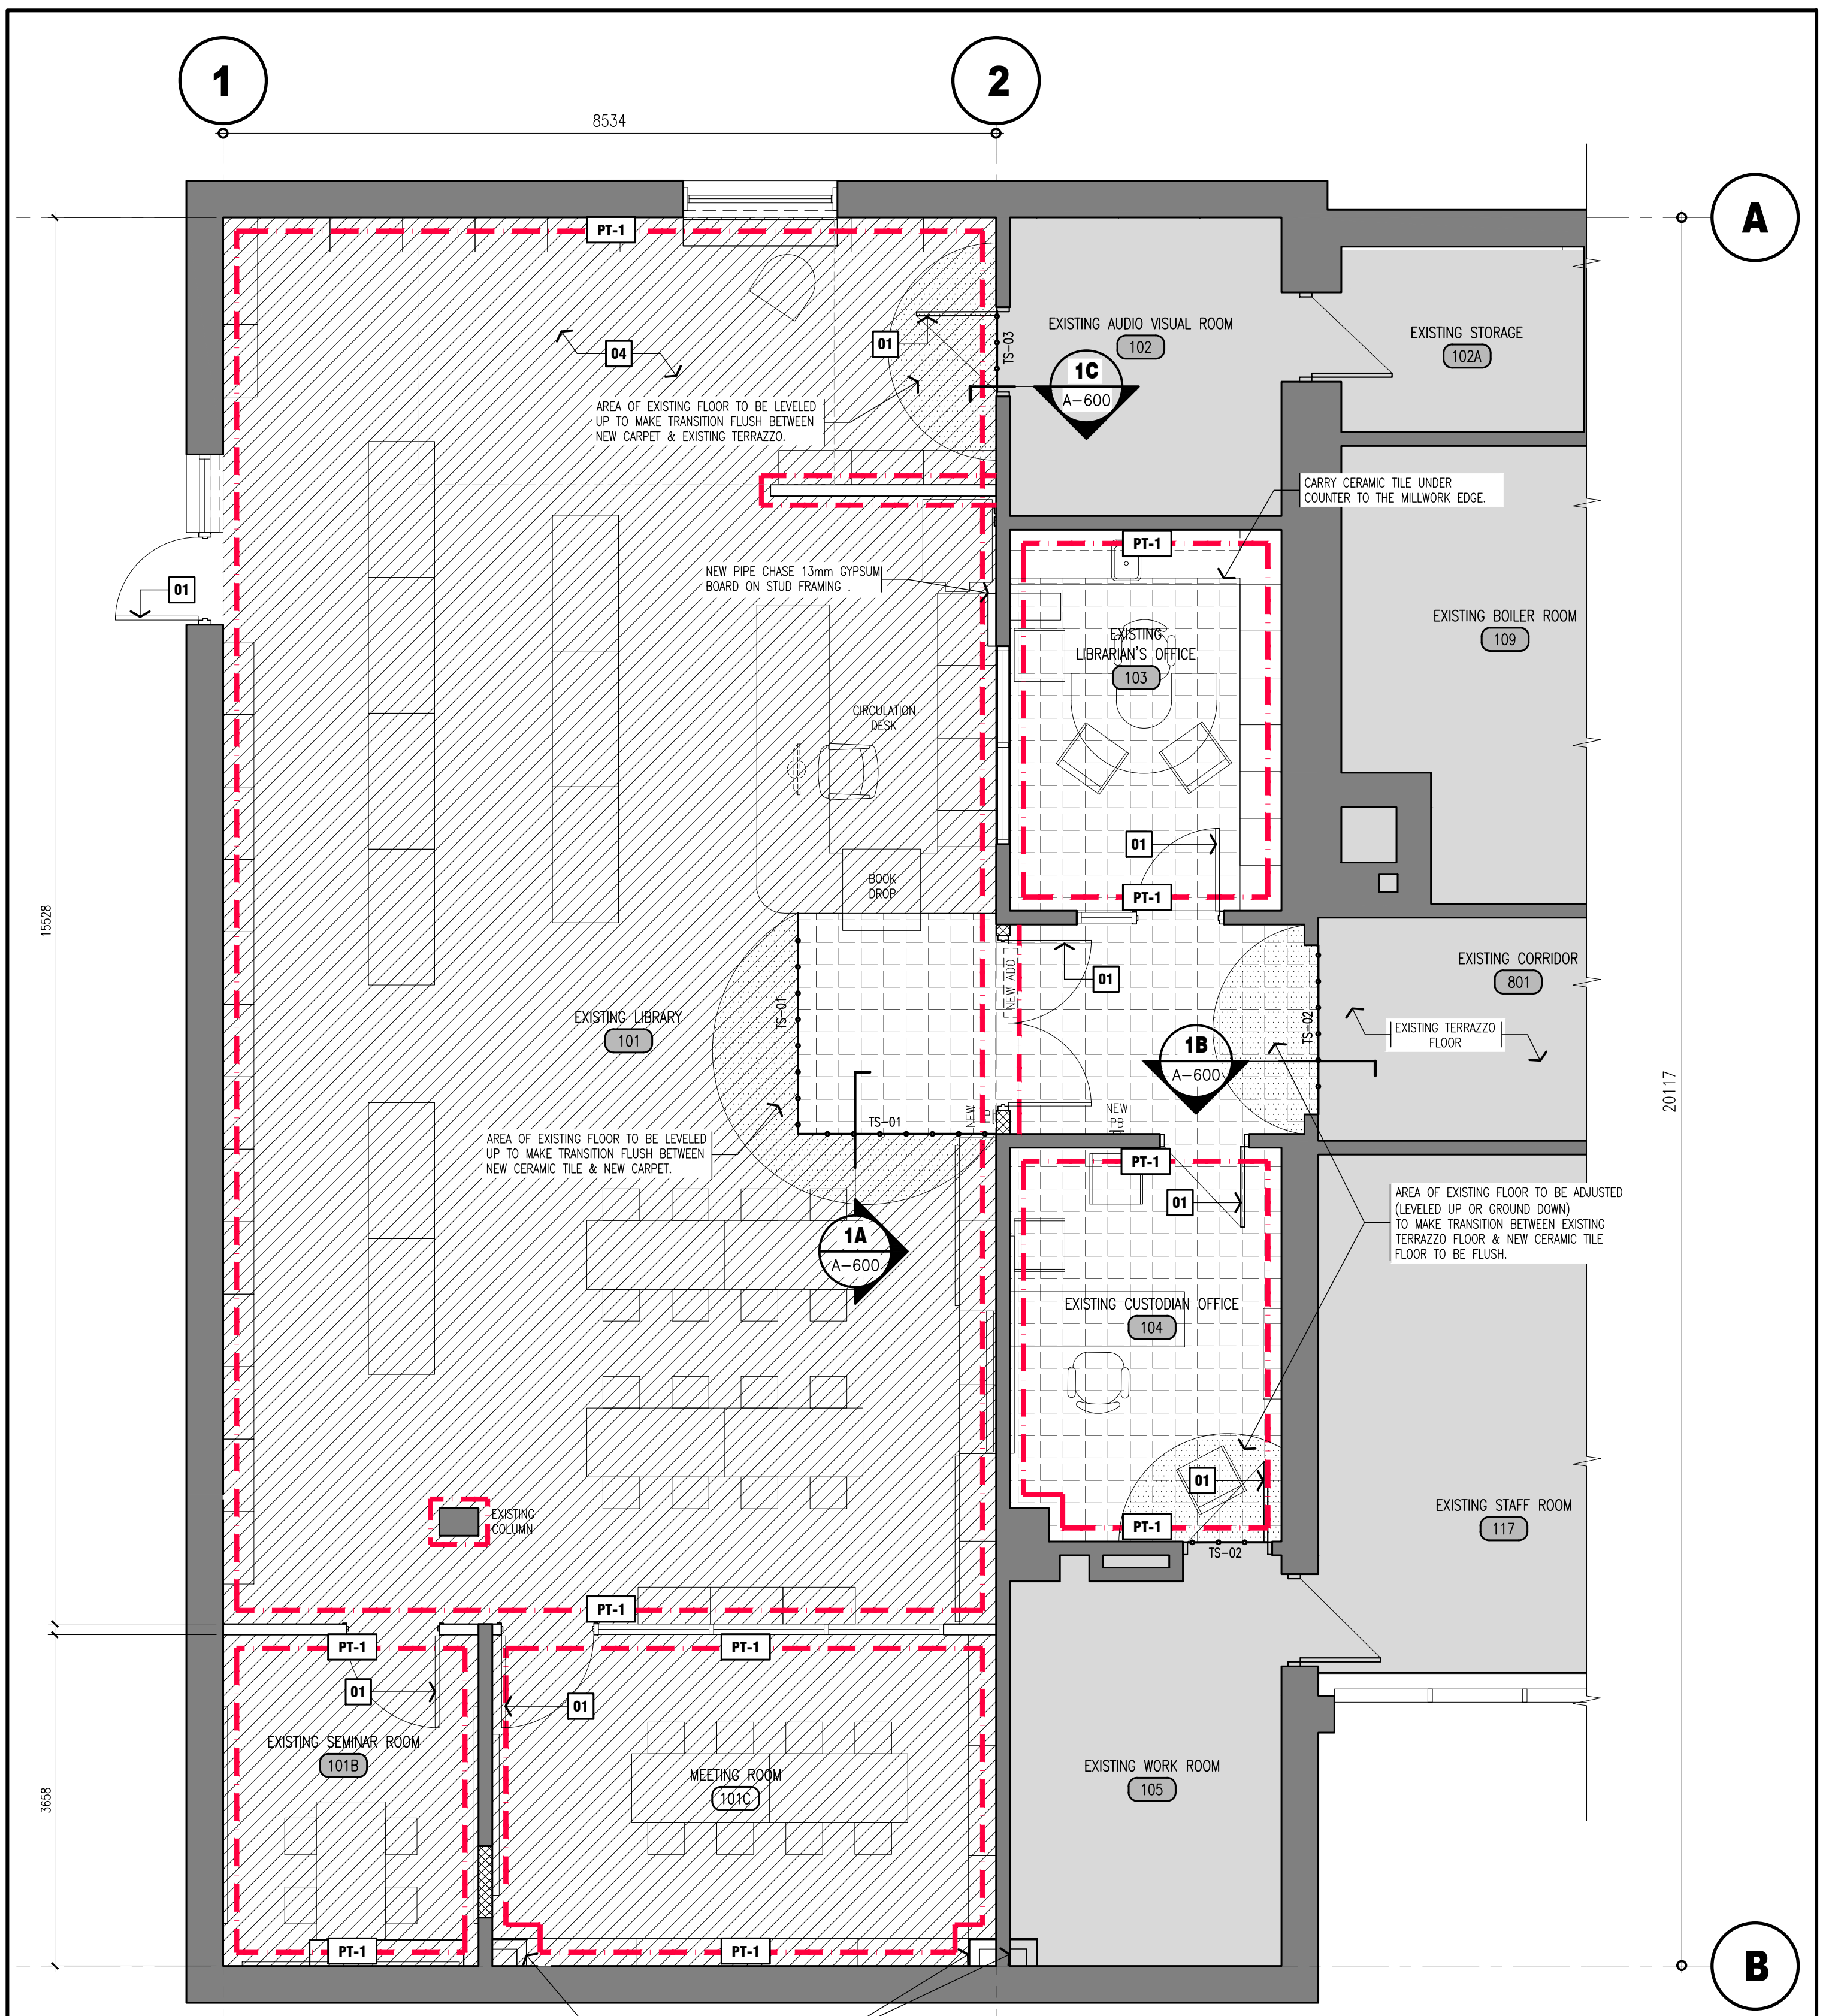 1
2
8534
A
PT-1
EXISTING AUDIO VISUAL ROOM
102
EXISTING STORAGE
102A
01
04
TS-03
1C
A-600
AREA OF EXISTING FLOOR TO BE LEVELED
UP TO MAKE TRANSITION FLUSH BETWEEN
NEW CARPET & EXISTING TERRAZZO.
CARRY CERAMIC TILE UNDER
COUNTER TO THE MILLWORK EDGE.
PT-1
NEW PIPE CHASE 13mm GYPSUM
BOARD ON STUD FRAMING .
01
EXISTING BOILER ROOM
109
EXISTING
LIBRARIAN'S OFFICE
103
CIRCULATION
DESK
01
BOOK
DROP
PT-1
15528
EXISTING CORRIDOR
801
NEW ADO
01
TS-01
EXISTING LIBRARY
101
TS-02
EXISTING TERRAZZO
FLOOR
1B
A-600
20117
TS-01
NEW
NEW
PB
AREA OF EXISTING FLOOR TO BE LEVELED
UP TO MAKE TRANSITION FLUSH BETWEEN
NEW CERAMIC TILE & NEW CARPET.
PT-1
01
AREA OF EXISTING FLOOR TO BE ADJUSTED
(LEVELED UP OR GROUND DOWN)
TO MAKE TRANSITION BETWEEN EXISTING
TERRAZZO FLOOR & NEW CERAMIC TILE
FLOOR TO BE FLUSH.
1A
A-600
EXISTING CUSTODIAN OFFICE
104
01
EXISTING STAFF ROOM
117
EXISTING
COLUMN
PT-1
TS-02
PT-1
PT-1
PT-1
01
01
EXISTING SEMINAR ROOM
101B
MEETING ROOM
101C
EXISTING WORK ROOM
105
3658
PT-1
PT-1
B